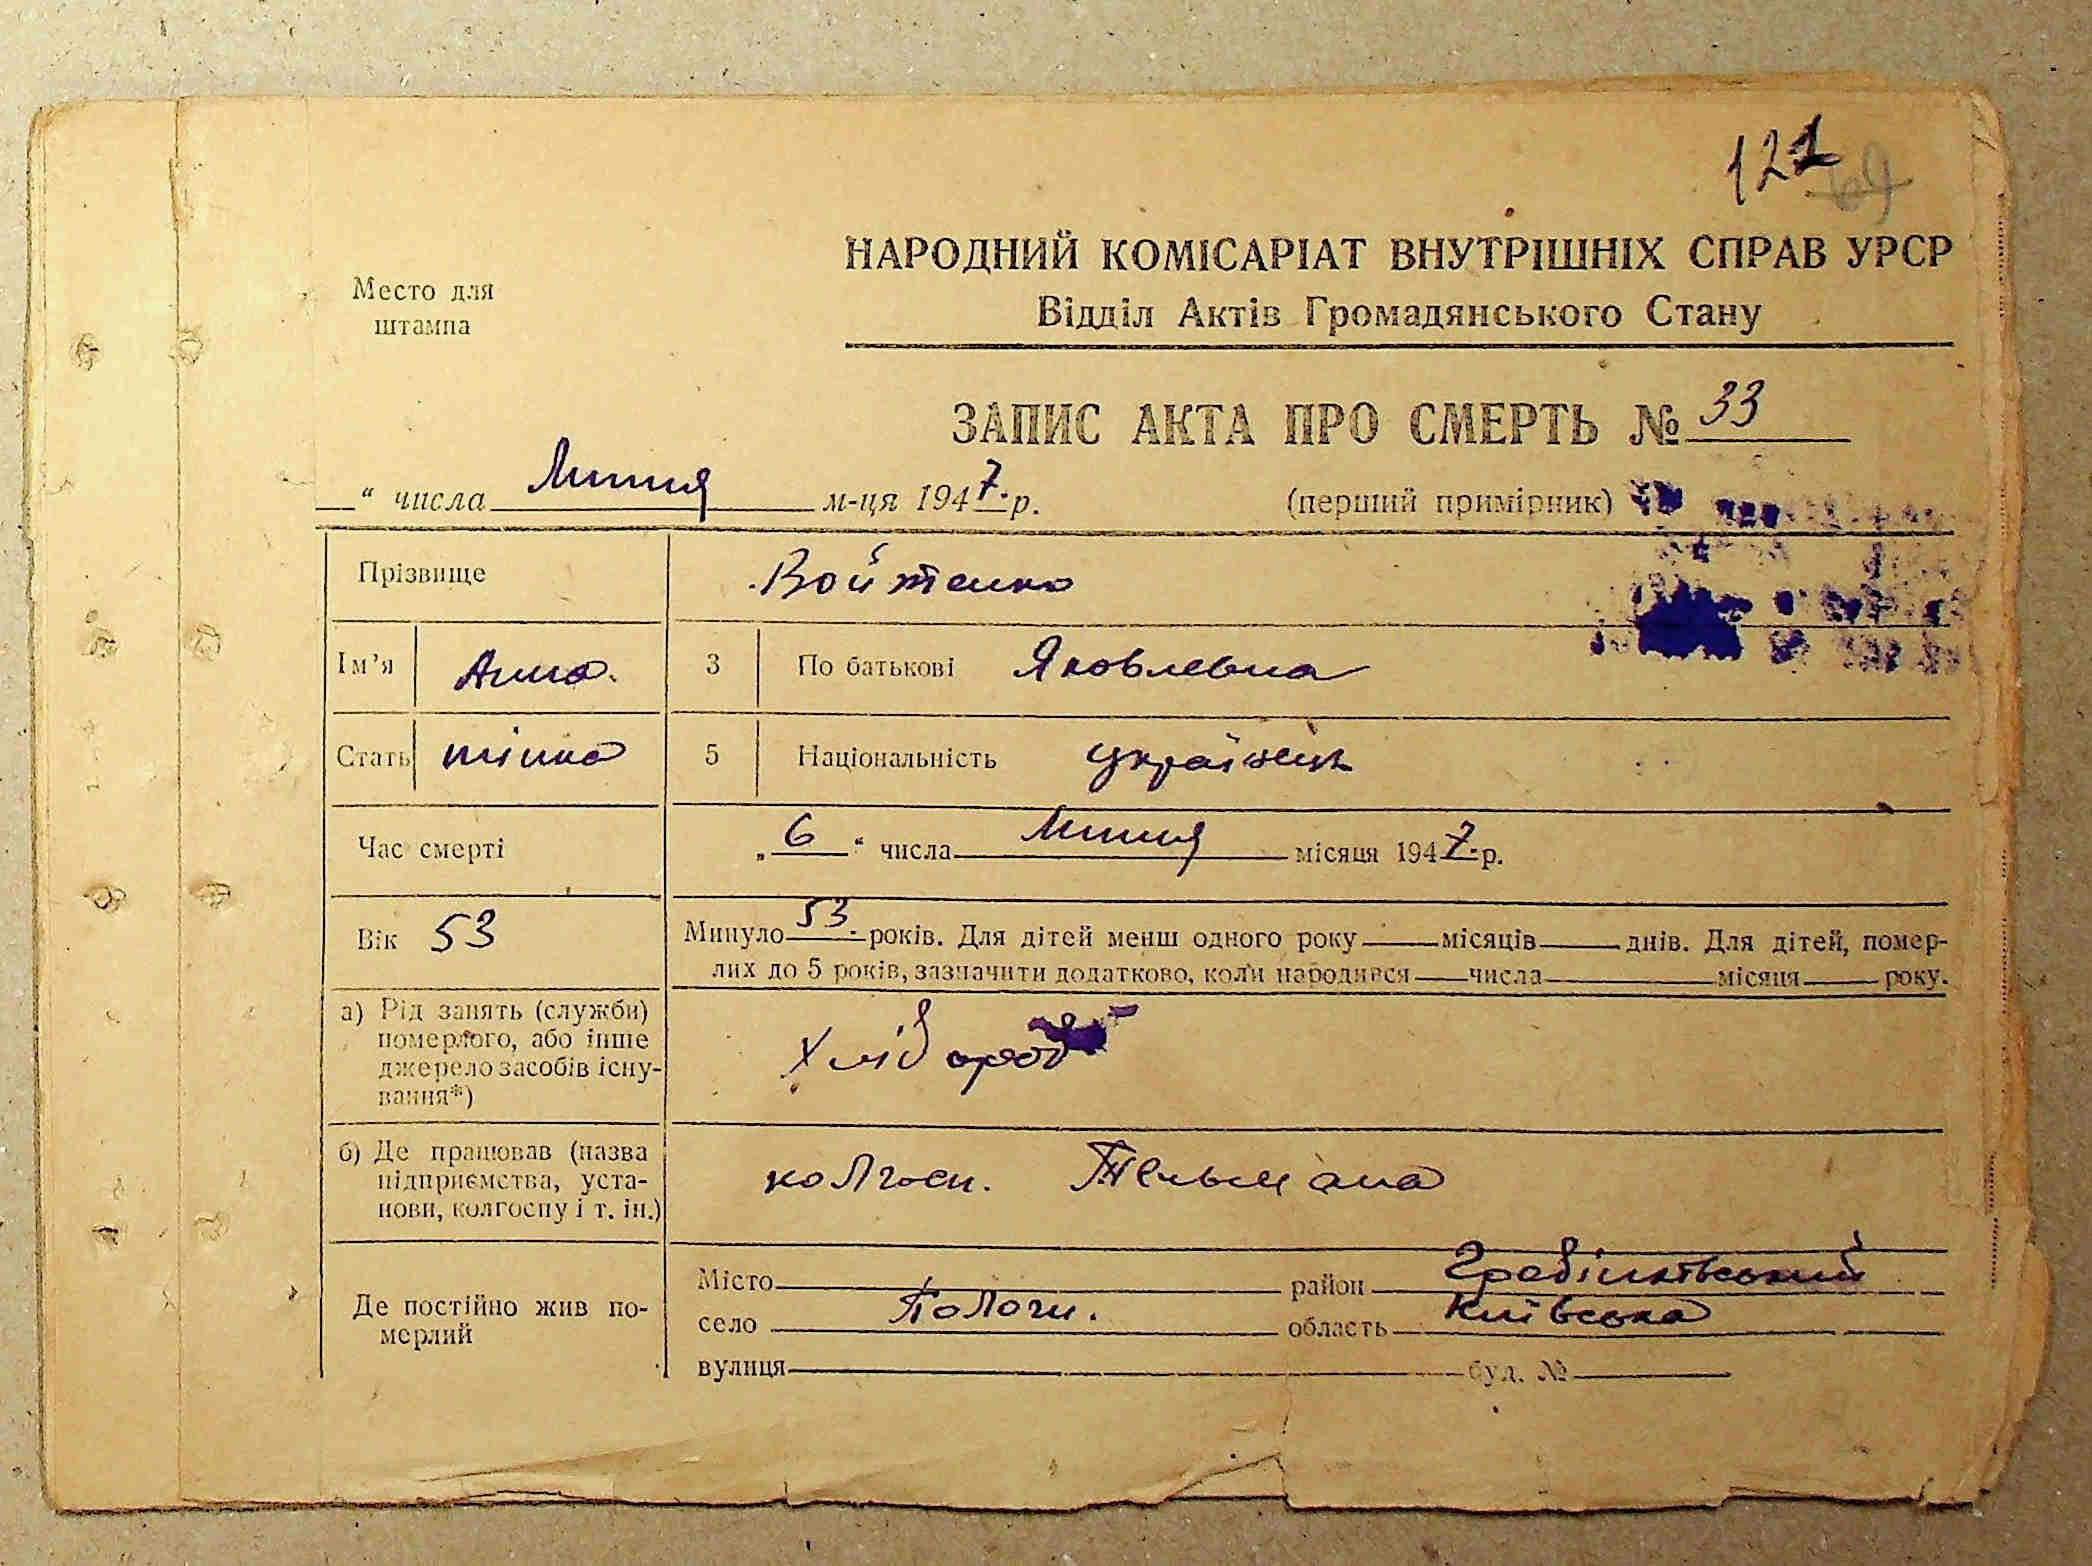 121
69
НАРОДНИЙ КОМІСАРІАТ ВНУТРІШНІХ СПРАВ УРСР
Место для штампа
Відділ Актів Громадянського Стану
ЗАПИС АКТА ПРО СМЕРТЬ № 33
“ числа Липня м-ця 1947 р.
(перший примірник)
Прізвище Войтенко
Ім’я Анна. 3 По батькові Яковлевна
Стать жінка 5 Національність українець
Час смерті „6“ числа Липня місяця 1947 р.
Вік 53 Минуло 53. років. Для дітей менш одного року місяців днів. Для дітей, помер-
лих до 5 років, зазначити додатково, коли народився числа місяця року.
а) Рід занять (служби)
померлого, або інше
джерело засобів існу-
вання*)
Хлібороб
б) Де працював (назва
підприємства, уста-
нови, колгоспу і т. ін.)
колгосп. Тельмана
Де постійно жив по-
мерлий
Місто район Гребінківський
село Пологи. область Київська
вулиця буд. №